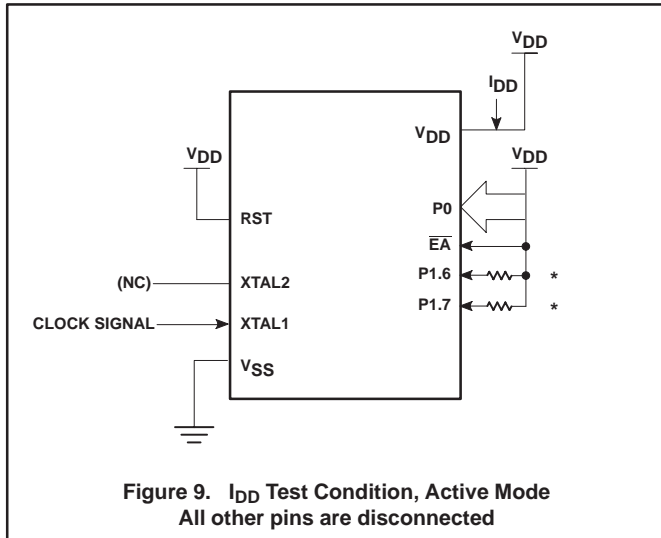 VDD
IDD
VDD
VDD
VDD
P0
RST
EA
(NC)
XTAL2
P1.6
*
P1.7
*
CLOCK SIGNAL
XTAL1
VSS
Figure 9. IDD Test Condition, Active Mode
All other pins are disconnected